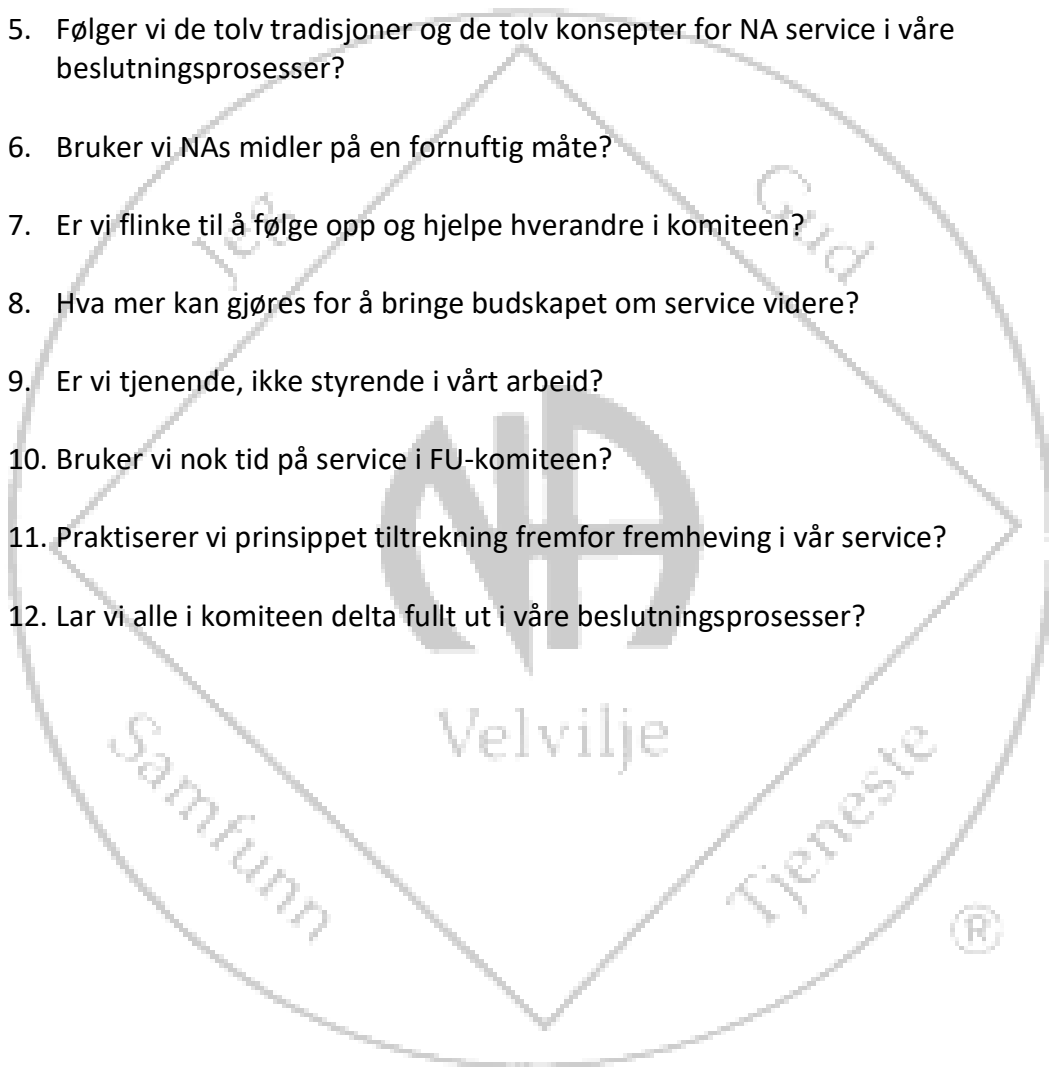 5. Følger vi de tolv tradisjoner og de tolv konsepter for NA service i våre
beslutningsprosesser?
6. Bruker vi NAs midler på en fornuftig måte?
7. Er vi flinke til å følge opp og hjelpe hverandre i komiteen?
8. Hva mer kan gjøres for å bringe budskapet om service videre?
9. Er vi tjenende, ikke styrende i vårt arbeid?
10. Bruker vi nok tid på service i FU-komiteen?
11. Praktiserer vi prinsippet tiltrekning fremfor fremheving i vår service?
12. Lar vi alle i komiteen delta fullt ut i våre beslutningsprosesser?
Jeg
Gud
NA
Velvilje
Samfunn
Tjeneste
®